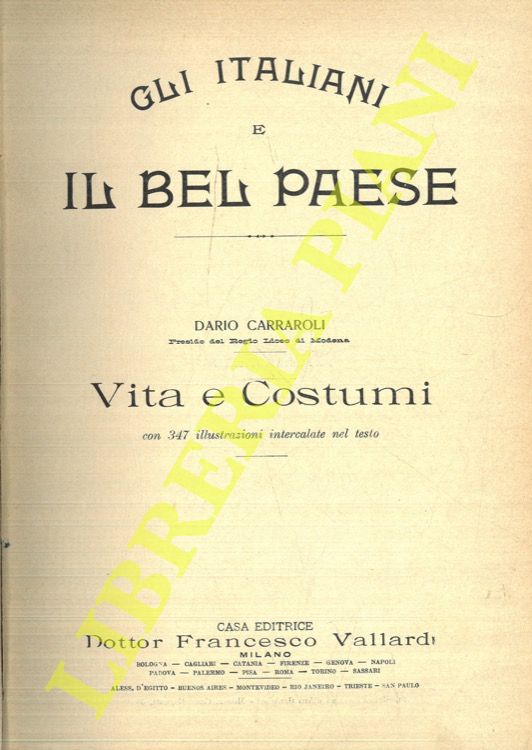 GLI ITALIANI
E
IL BEL PAESE
DARIO CARRAROLI
Preside del Regio Liceo di Modena
Vita e Costumi
con 347 illustrazioni intercalate nel testo
CASA EDITRICE
Dottor Francesco Vallardi
MILANO
BOLOGNA — CAGLIARI — CATANIA — FIRENZE — GENOVA — NAPOLI
PADOVA — PALERMO — PISA — ROMA — TORINO — SASSARI
ALESS. D'EGITTO — BUENOS AIRES — MONTEVIDEO — RIO JANEIRO — TRIESTE — SAN PAULO
LIBRERIA PIANI